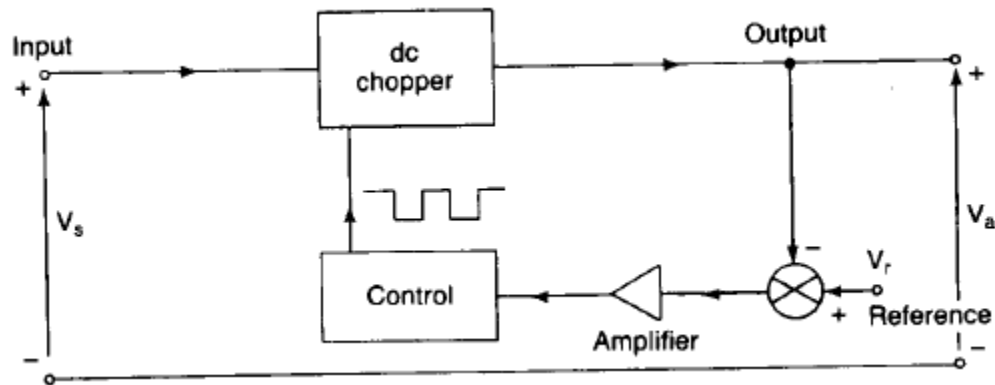 Input
dc
chopper
Output
+
+
V_s
V_a
−
V_r
Control
+
Reference
Amplifier
−
−